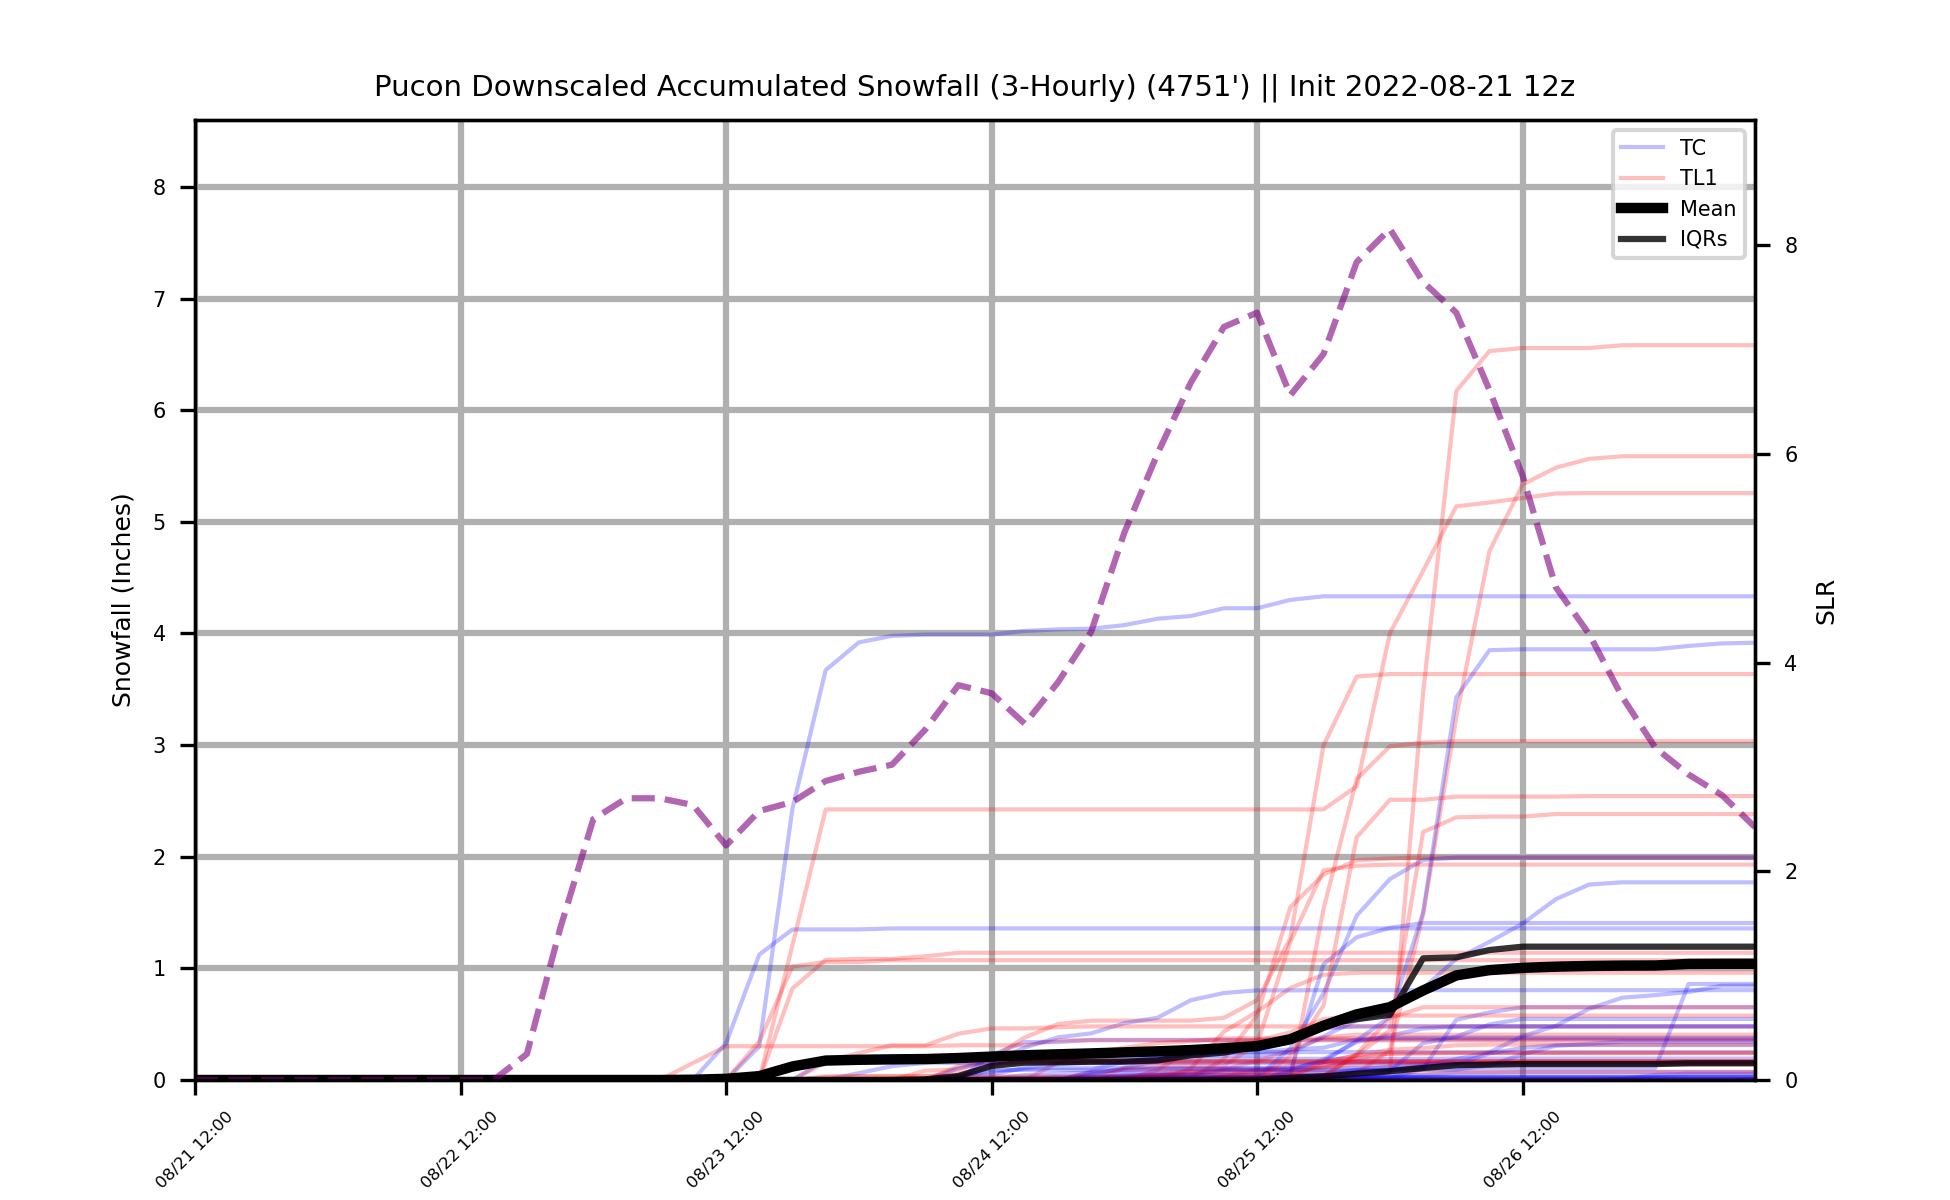 Pucon Downscaled Accumulated Snowfall (3-Hourly) (4751') || Init 2022-08-21 12z
TC
TL1
Mean
IQRs
Snowfall (Inches)
8
7
6
5
4
3
2
1
0
SLR
8
6
4
2
0
08/21 12:00
08/22 12:00
08/23 12:00
08/24 12:00
08/25 12:00
08/26 12:00